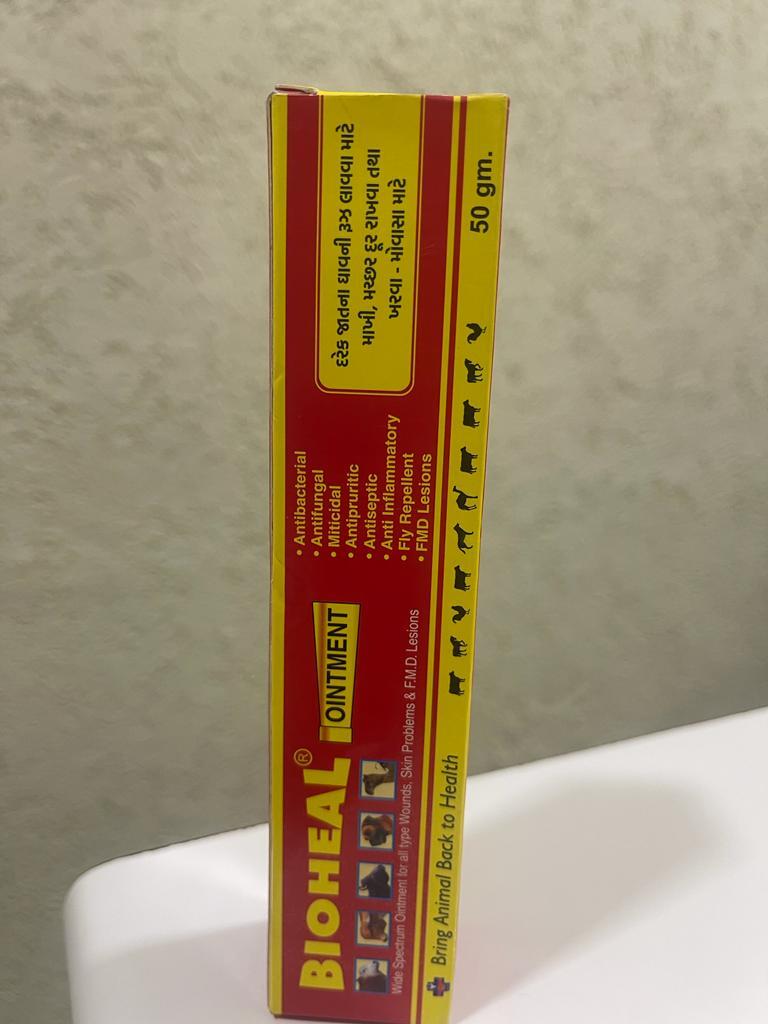 BIOHEAL®
OINTMENT
Wide Spectrum Ointment for all type Wounds, Skin Problems & F.M.D. Lesions
• Antibacterial
• Antifungal
• Miticidal
• Antipruritic
• Antiseptic
• Anti Inflammatory
• Fly Repellent
• FMD Lesions
દરેક જાતના ઘાવની રૂઝ લાવવા માટે
માખી, મચ્છર દૂર રાખવા તથા
ખરવા - મોવાસા માટે
Bring Animal Back to Health
50 gm.